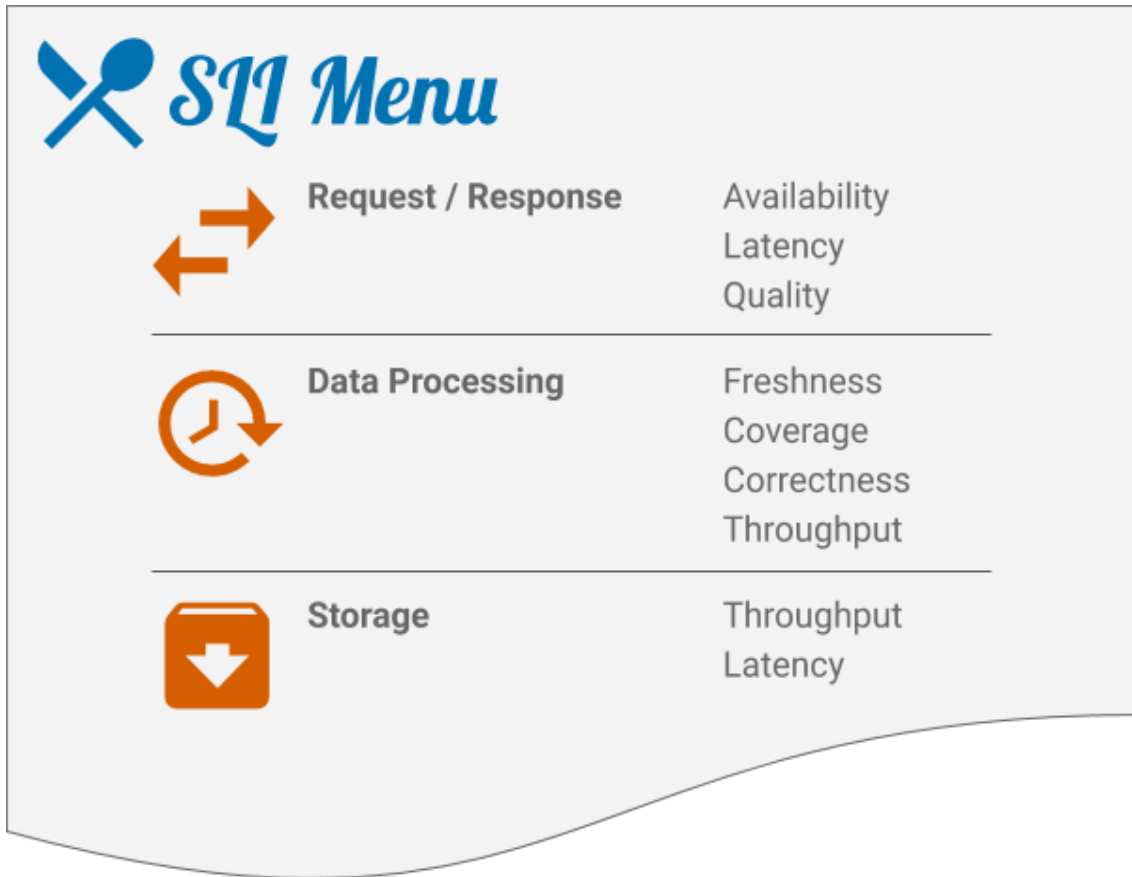 SLI Menu
Request / Response
Availability
Latency
Quality
Data Processing
Freshness
Coverage
Correctness
Throughput
Storage
Throughput
Latency